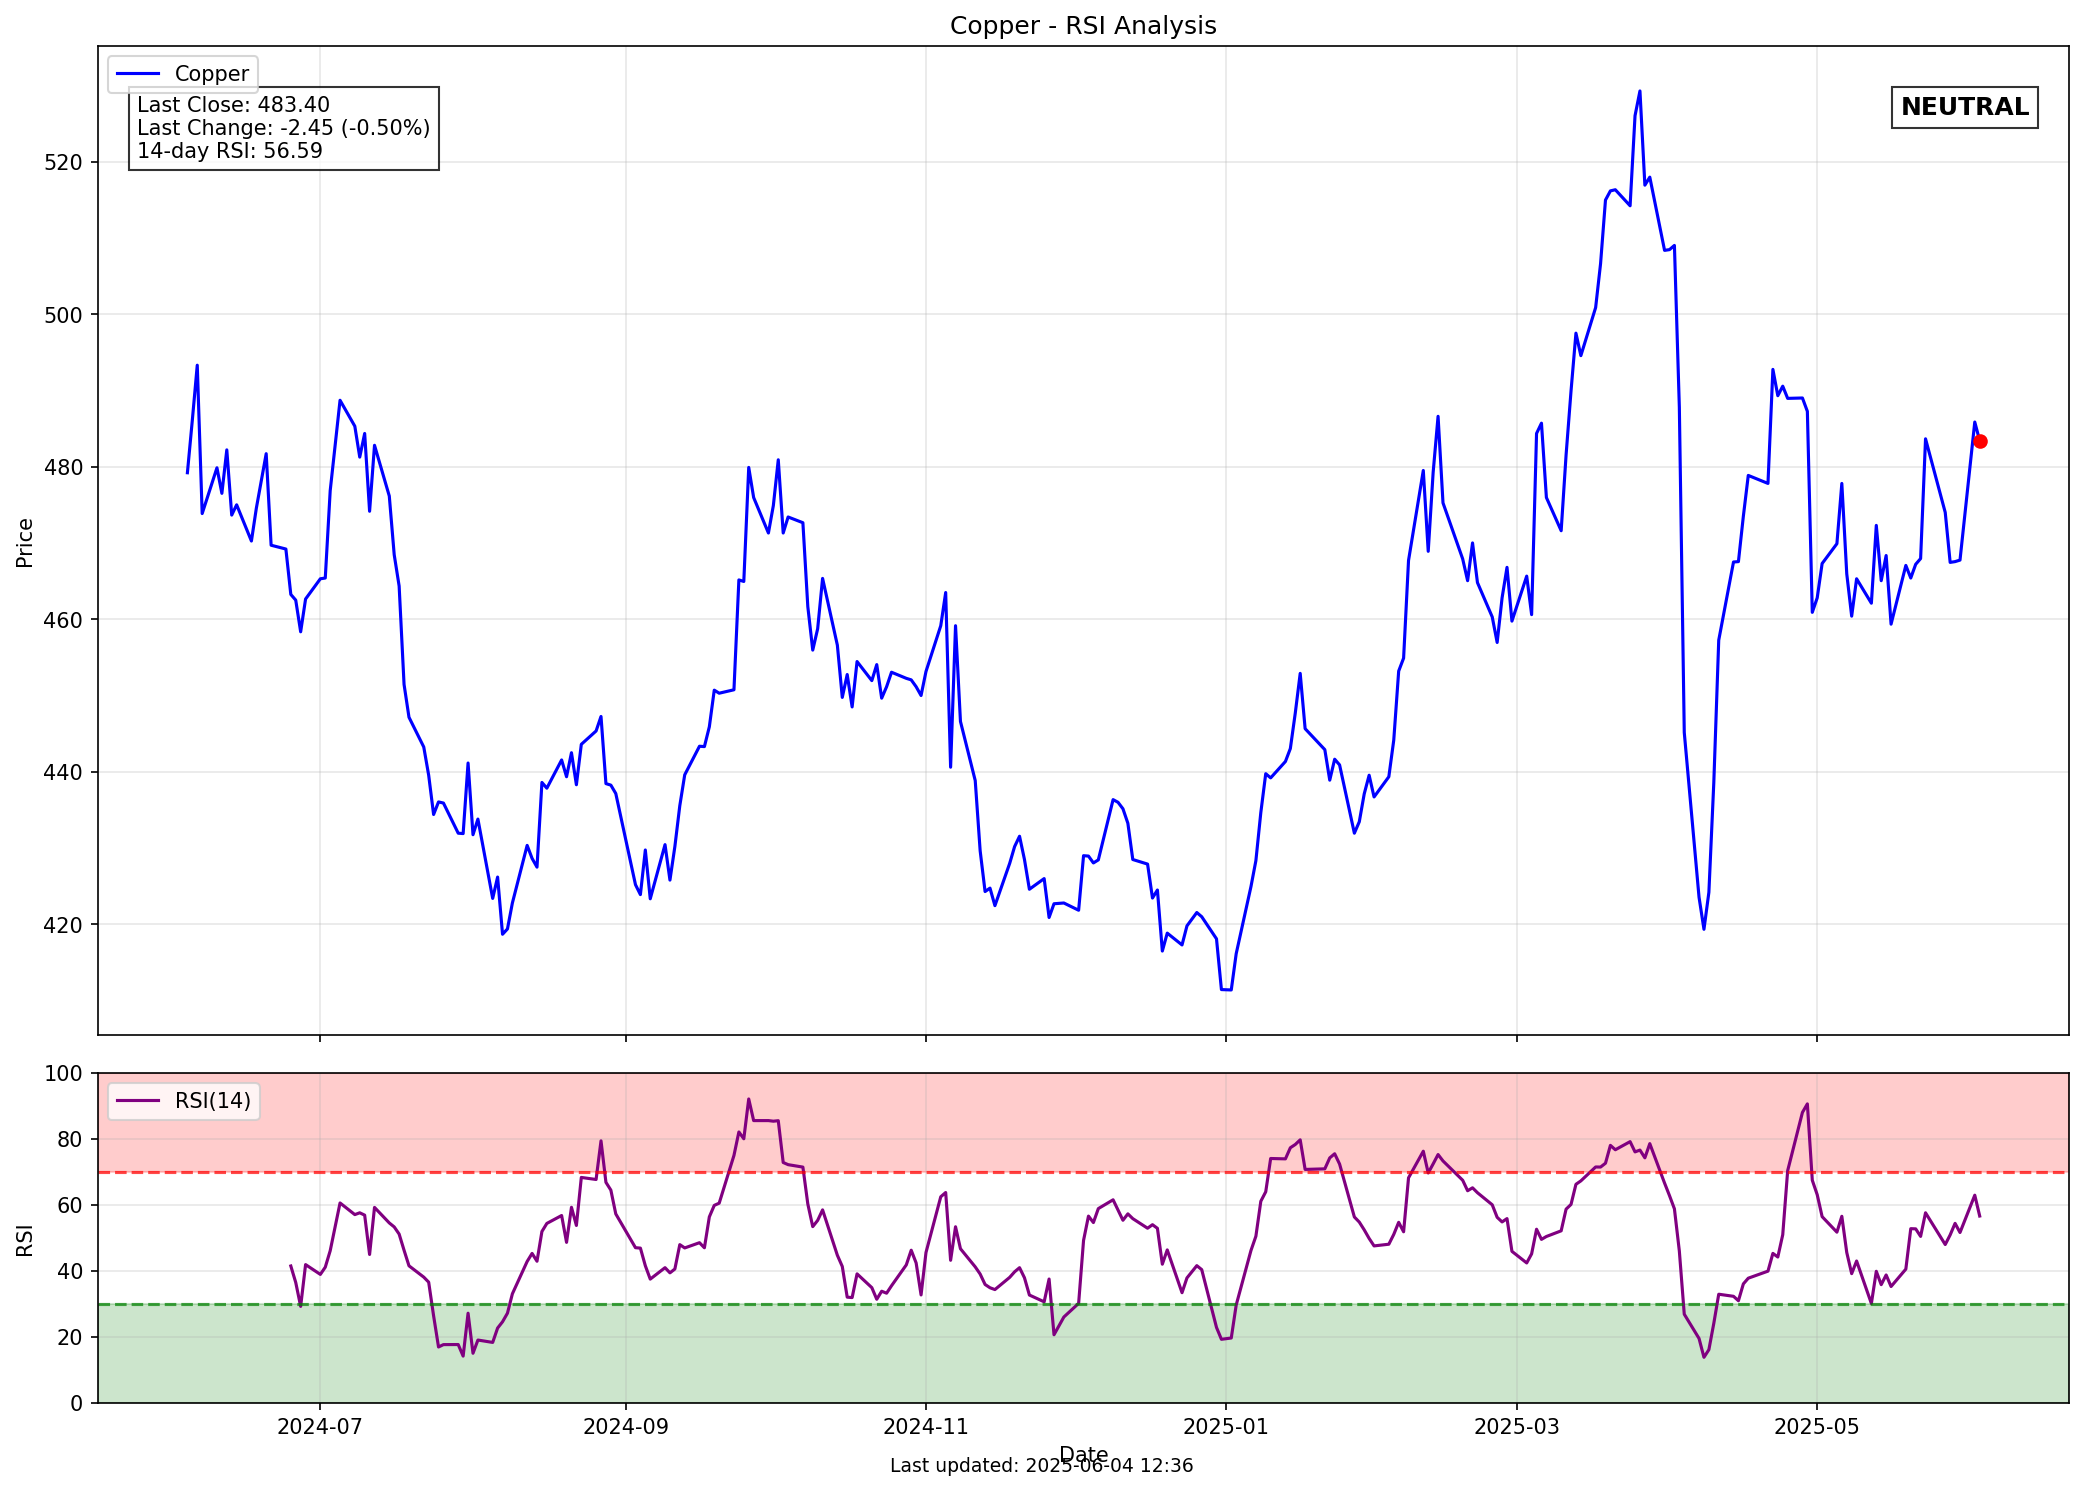 Copper - RSI Analysis
Copper
Last Close: 483.40
Last Change: -2.45 (-0.50%)
14-day RSI: 56.59
NEUTRAL
Price
520
500
480
460
440
420
RSI(14)
RSI
100
80
60
40
20
0
2024-07
2024-09
2024-11
2025-01
2025-03
2025-05
Date
Last updated: 2025-06-04 12:36